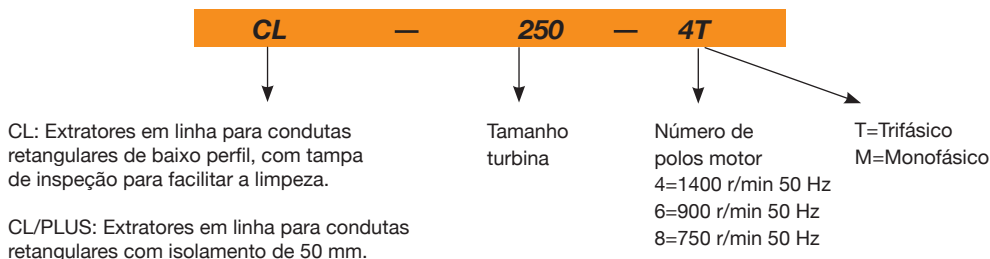 CL — 250 — 4T
CL: Extratores em linha para condutas
retangulares de baixo perfil, com tampa
de inspeção para facilitar a limpeza.
CL/PLUS: Extratores em linha para condutas
retangulares com isolamento de 50 mm.
Tamanho
turbina
Número de
polos motor
4=1400 r/min 50 Hz
6=900 r/min 50 Hz
8=750 r/min 50 Hz
T=Trifásico
M=Monofásico